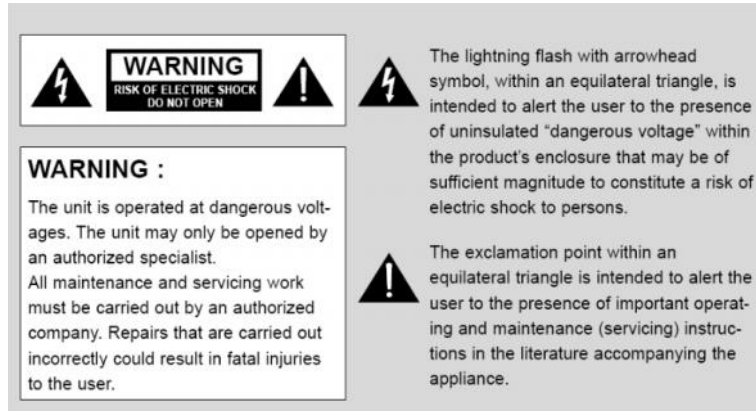 WARNING
RISK OF ELECTRIC SHOCK
DO NOT OPEN
WARNING :
The unit is operated at dangerous volt-
ages. The unit may only be opened by
an authorized specialist.
All maintenance and servicing work
must be carried out by an authorized
company. Repairs that are carried out
incorrectly could result in fatal injuries
to the user.
The lightning flash with arrowhead
symbol, within an equilateral triangle, is
intended to alert the user to the presence
of uninsulated “dangerous voltage” within
the product’s enclosure that may be of
sufficient magnitude to constitute a risk of
electric shock to persons.
The exclamation point within an
equilateral triangle is intended to alert the
user to the presence of important operat-
ing and maintenance (servicing) instruc-
tions in the literature accompanying the
appliance.